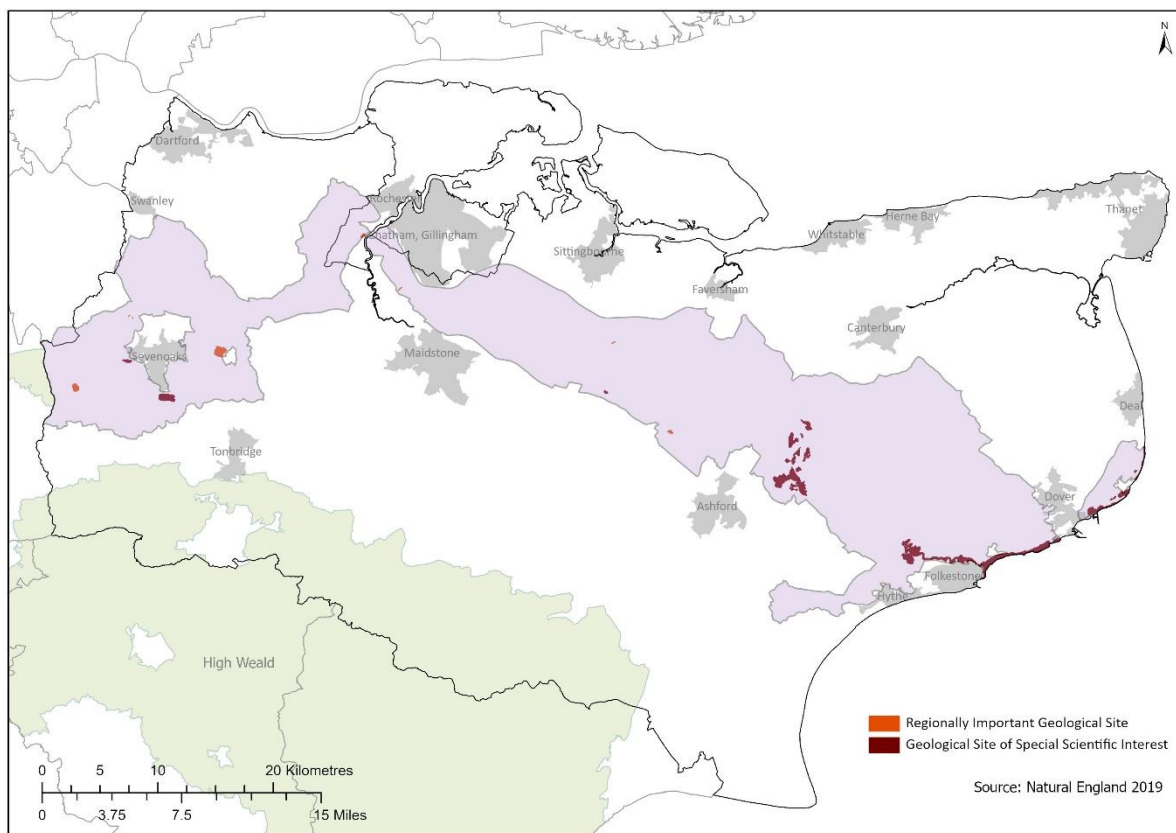 N
Dartford
Swanley
Rochester
Chatham, Gillingham
Sittingbourne
Whitstable
Herne Bay
Thanet
Faversham
Canterbury
Sevenoaks
Maidstone
Deal
Tonbridge
Ashford
Dover
Folkestone
Hythe
High Weald
Regionally Important Geological Site
Geological Site of Special Scientific Interest
0 5 10 20 Kilometres
0 3.75 7.5 15 Miles
Source: Natural England 2019